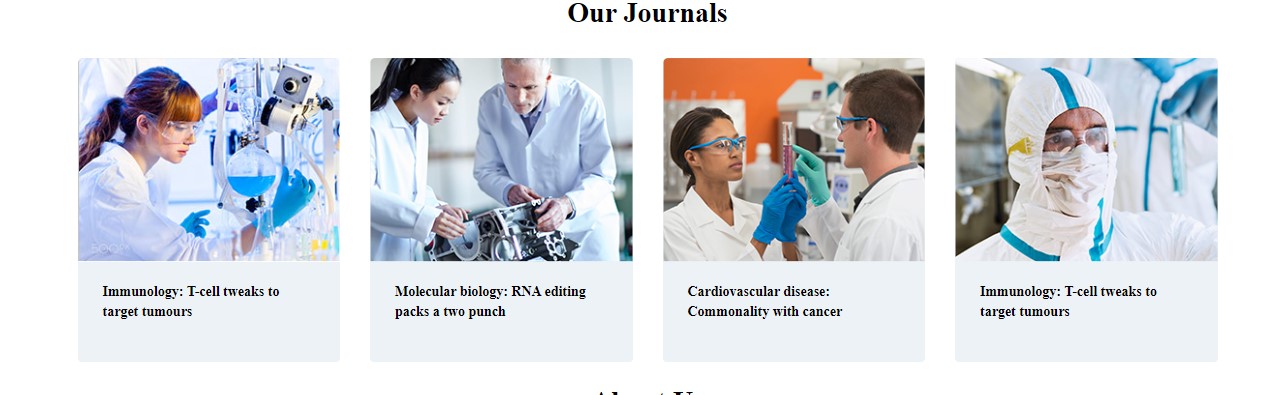 Our Journals
Immunology: T-cell tweaks to
target tumours
Molecular biology: RNA editing
packs a two punch
Cardiovascular disease:
Commonality with cancer
Immunology: T-cell tweaks to
target tumours